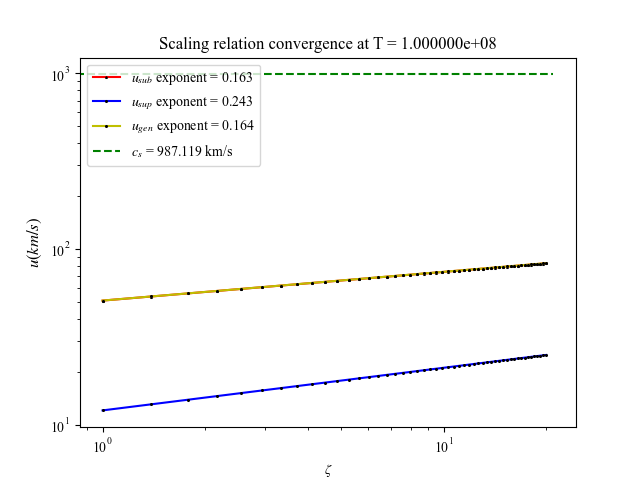 Scaling relation convergence at T = 1.000000e+08
u_sub exponent = 0.163
u_sup exponent = 0.243
u_gen exponent = 0.164
c_s = 987.119 km/s
u(km/s)
10^3
10^2
10^1
10^0
10^1
ζ